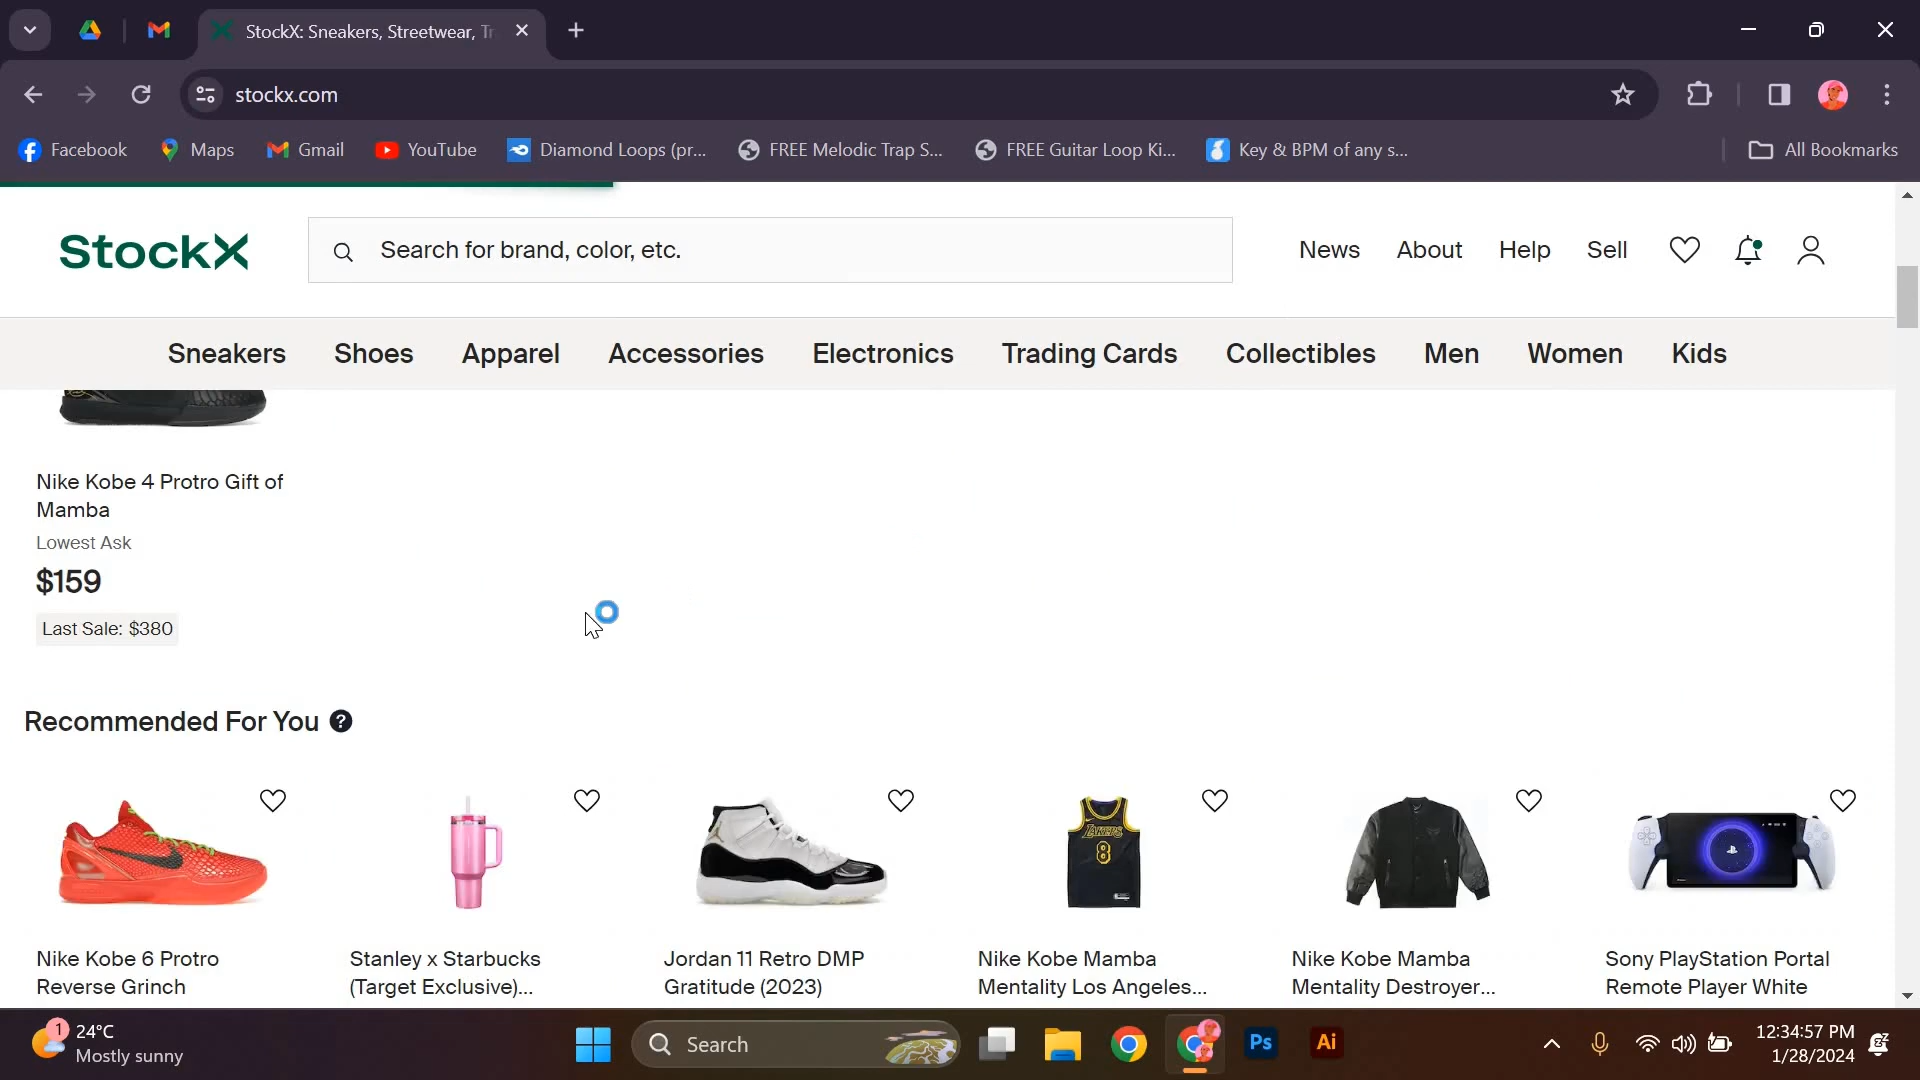 StockX: Sneakers, Streetwear, Tr
stockx.com
Facebook
Maps
Gmail
YouTube
Diamond Loops (pr...
FREE Melodic Trap S...
FREE Guitar Loop Ki...
Key & BPM of any s...
All Bookmarks
StockX
Search for brand, color, etc.
News
About
Help
Sell
Sneakers
Shoes
Apparel
Accessories
Electronics
Trading Cards
Collectibles
Men
Women
Kids
Nike Kobe 4 Protro Gift of
Mamba
Lowest Ask
$159
Last Sale: $380
Recommended For You ?
LAKERS
8
Nike Kobe 6 Protro
Reverse Grinch
Stanley x Starbucks
(Target Exclusive)...
Jordan 11 Retro DMP
Gratitude (2023)
Nike Kobe Mamba
Mentality Los Angeles...
Nike Kobe Mamba
Mentality Destroyer...
Sony PlayStation Portal
Remote Player White
1
24°C
Mostly sunny
Search
Ps
Ai
12:34:57 PM
1/28/2024